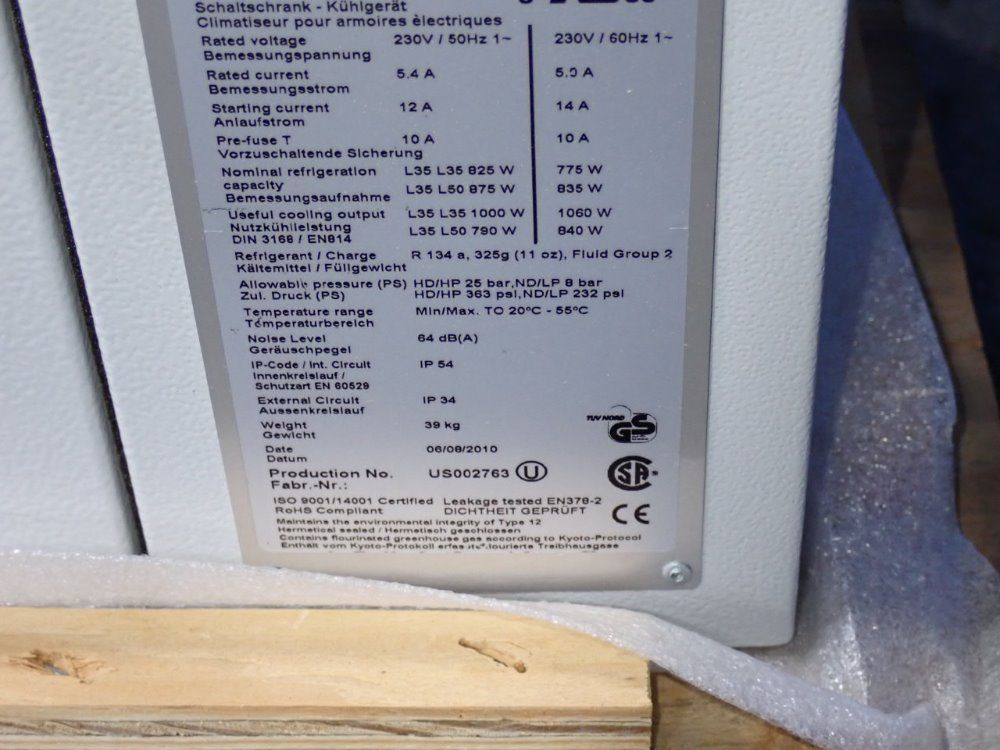 Schaltschrank - Kühlgerät
Climatiseur pour armoires èlectriques
Rated voltage 230V / 50Hz 1~ 230V / 60Hz 1~
Bemessungspannung
Rated current 5.4 A 5.0 A
Bemessungsstrom
Starting current 12 A 14 A
Anlaufstrom
Pre-fuse T 10 A 10 A
Vorzuschaltende Sicherung
Nominal refrigeration L35 L35 825 W 775 W
capacity L35 L50 875 W 835 W
Bemessungsaufnahme
Useful cooling output L35 L35 1000 W 1060 W
Nutzkühlleistung L35 L50 790 W 840 W
DIN 3168 / EN814
Refrigerant / Charge R 134 a, 325g (11 oz), Fluid Group 2
Kältemittel / Füllgewicht
Allowable pressure (PS) HD/HP 25 bar,ND/LP 8 bar
Zul. Druck (PS) HD/HP 363 psi,ND/LP 232 psi
Temperature range Min/Max. TO 20°C - 55°C
Temperaturbereich
Noise Level 64 dB(A)
Geräuschpegel
IP-Code / Int. Circuit IP 54
Innenkreislauf /
Schutzart EN 60529
External Circuit IP 34
Aussenkreislauf
Weight 39 kg
Gewicht
TUV NORD
GS
Date 06/08/2010
Datum
Production No. US002763 U
Fabr.-Nr.:
SA
ISO 9001/14001 Certified Leakage tested EN378-2
RoHS Compliant DICHTHEIT GEPRÜFT
CE
Maintains the environmental integrity of Type 12
Hermetical sealed / Hermetisch geschlossen
Contains flourinated greenhouse gas according to Kyoto-Protocol
Enthält vom Kyoto-Protokoll Treibhausgase